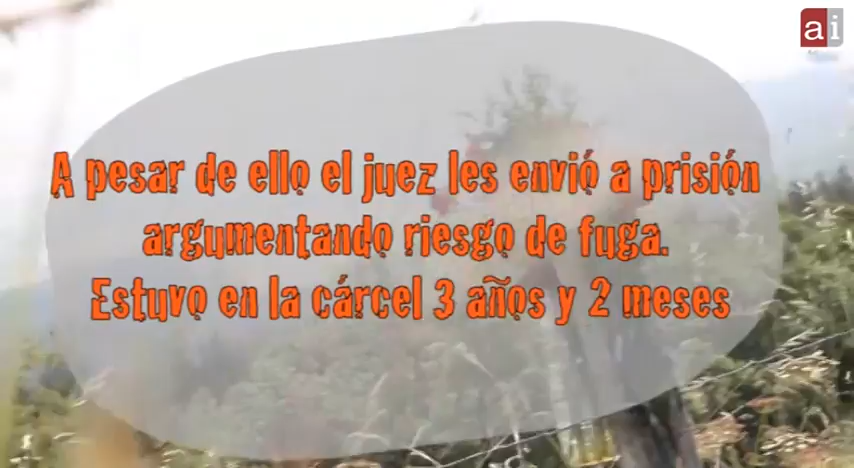 ai
A pesar de ello el juez les envió a prisión
argumentando riesgo de fuga.
Estuvo en la cárcel 3 años y 2 meses